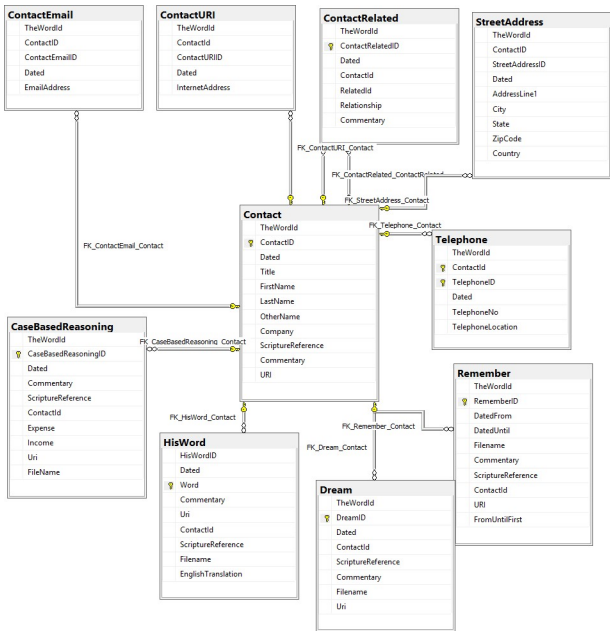 ContactEmail
TheWordId
ContactID
ContactEmailID
Dated
EmailAddress
ContactURI
TheWordId
ContactId
ContactURIID
Dated
InternetAddress
ContactRelated
TheWordId
ContactRelatedID
Dated
ContactId
RelatedId
Relationship
Commentary
StreetAddress
TheWordId
ContactID
StreetAddressID
Dated
AddressLine1
City
State
ZipCode
Country
FK_ContactURI_Contact
FK_ContactRelated_ContactRelated
FK_StreetAddress_Contact
FK_Telephone_Contact
FK_ContactEmail_Contact
Contact
TheWordId
ContactID
Dated
Title
FirstName
LastName
OtherName
Company
ScriptureReference
Commentary
URI
Telephone
TheWordId
ContactId
TelephoneID
Dated
TelephoneNo
TelephoneLocation
CaseBasedReasoning
TheWordId
CaseBasedReasoningID
Dated
Commentary
ScriptureReference
ContactId
Expense
Income
Uri
FileName
FK_CaseBasedReasoning_Contact
FK_HisWord_Contact
FK_Remember_Contact
FK_Dream_Contact
Remember
TheWordId
RememberID
DatedFrom
DatedUntil
Filename
Commentary
ScriptureReference
ContactId
URI
FromUntilFirst
HisWord
HisWordID
Dated
Word
Commentary
Uri
ContactId
ScriptureReference
Filename
EnglishTranslation
Dream
TheWordId
DreamID
Dated
ContactId
ScriptureReference
Commentary
Filename
Uri